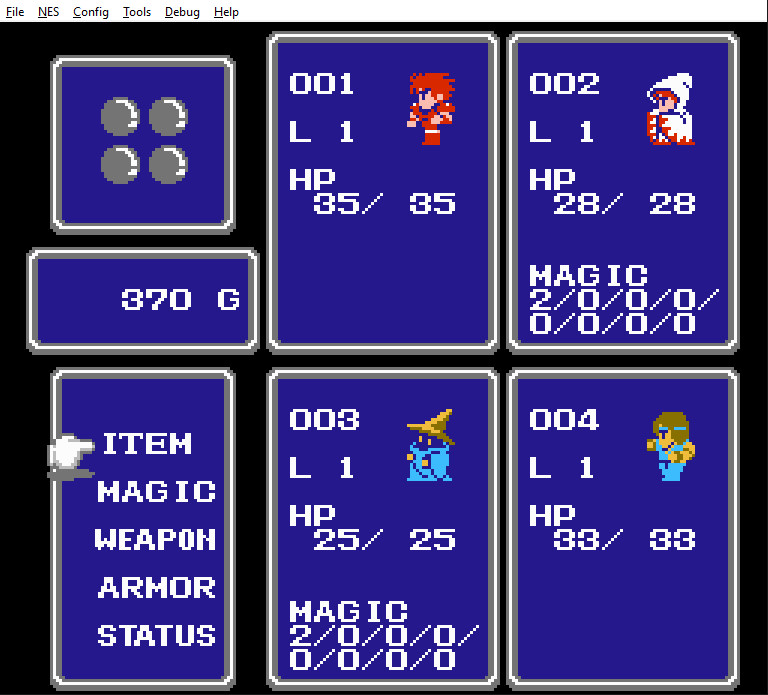 File NES Config Tools Debug Help
370 G
ITEM
MAGIC
WEAPON
ARMOR
STATUS
001
L 1
HP
35/ 35
002
L 1
HP
28/ 28
MAGIC
2/0/0/0/
0/0/0/0
003
L 1
HP
25/ 25
MAGIC
2/0/0/0/
0/0/0/0
004
L 1
HP
33/ 33